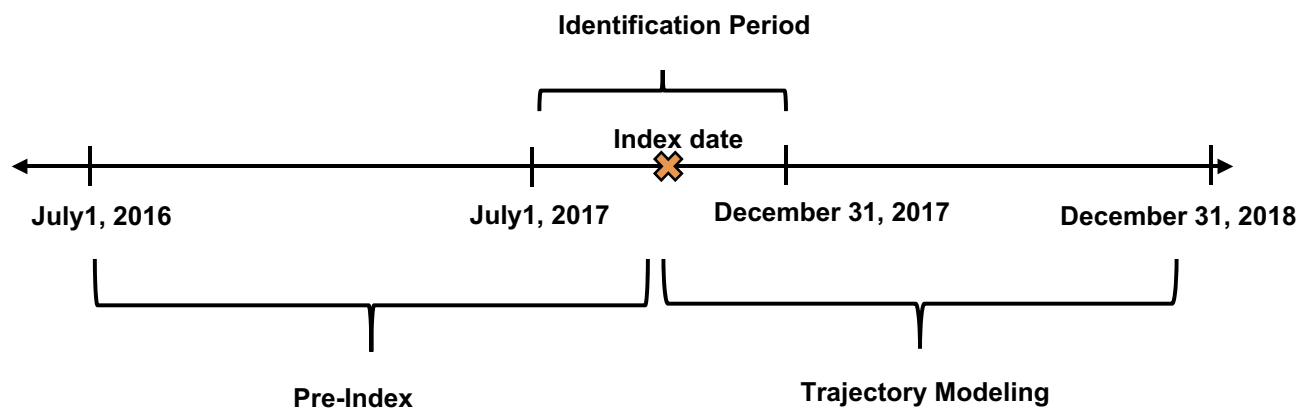 Identification Period
Index date
July1, 2016
July1, 2017
December 31, 2017
December 31, 2018
Pre-Index
Trajectory Modeling